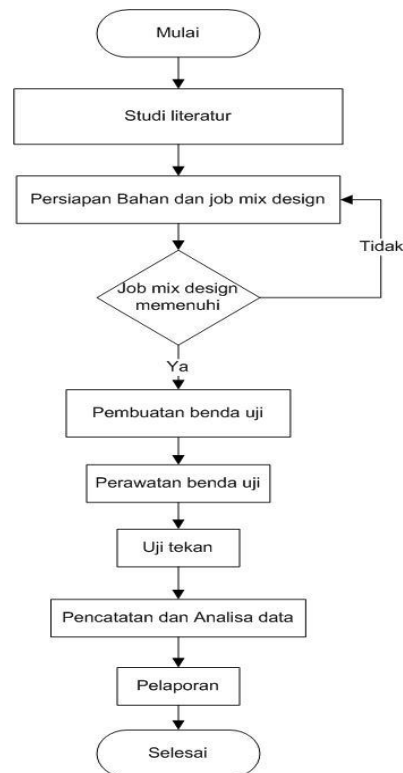 Mulai
Studi literatur
Persiapan Bahan dan job mix design
Tidak
Job mix design
memenuhi
Ya
Pembuatan benda uji
Perawatan benda uji
Uji tekan
Pencatatan dan Analisa data
Pelaporan
Selesai